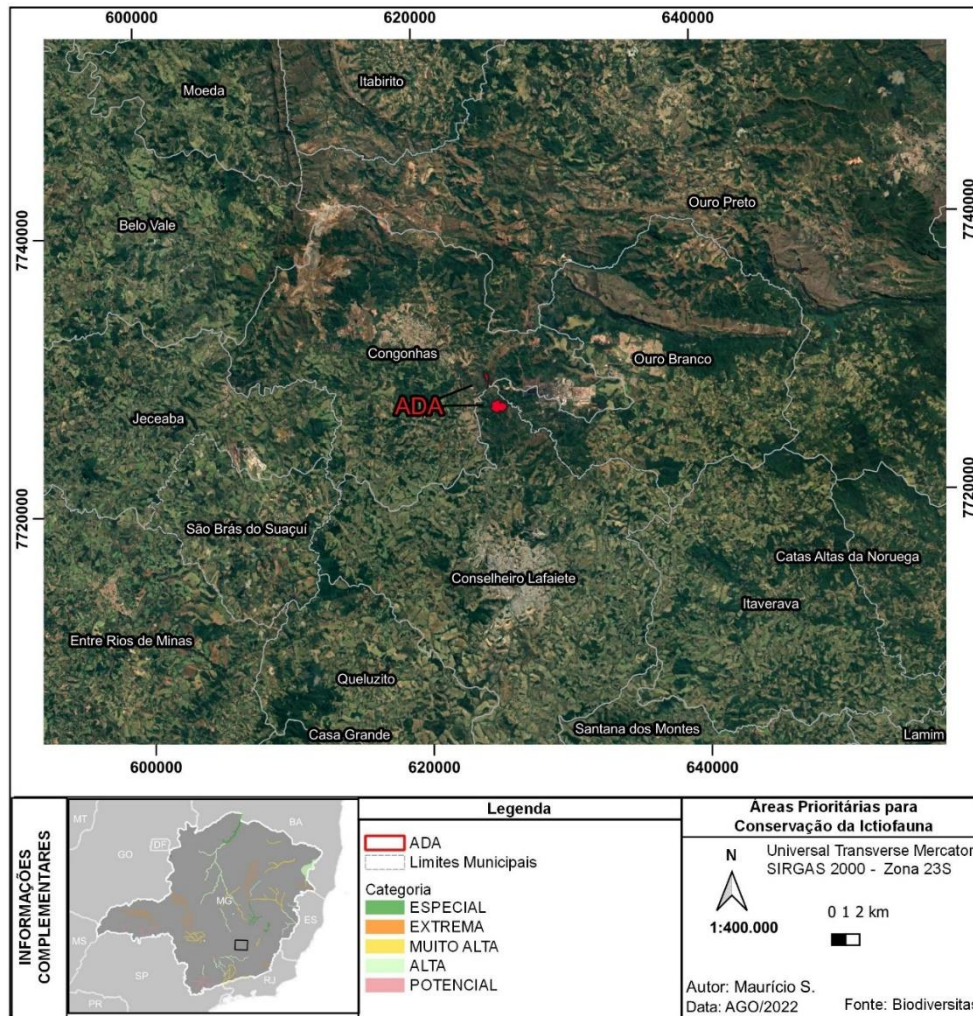 600000 620000 640000
Moeda
Itabirito
Ouro Preto
Belo Vale
7740000
7740000
Congonhas
Ouro Branco
ADA
Jeceaba
7720000
7720000
São Brás do Suaçuí
Catas Altas da Noruega
Conselheiro Lafaiete
Itaverava
Entre Rios de Minas
Queluzito
Casa Grande
Santana dos Montes
Lamim
600000 620000 640000
INFORMAÇÕES
COMPLEMENTARES
MT
BA
GO
DF
MG
ES
MS
SP
RJ
PR
Legenda
ADA
Limites Municipais
Categoria
ESPECIAL
EXTREMA
MUITO ALTA
ALTA
POTENCIAL
Áreas Prioritárias para
Conservação da Ictiofauna
N
Universal Transverse Mercator
SIRGAS 2000 - Zona 23S
1:400.000
0 1 2 km
Autor: Maurício S.
Data: AGO/2022 Fonte: Biodiversitas